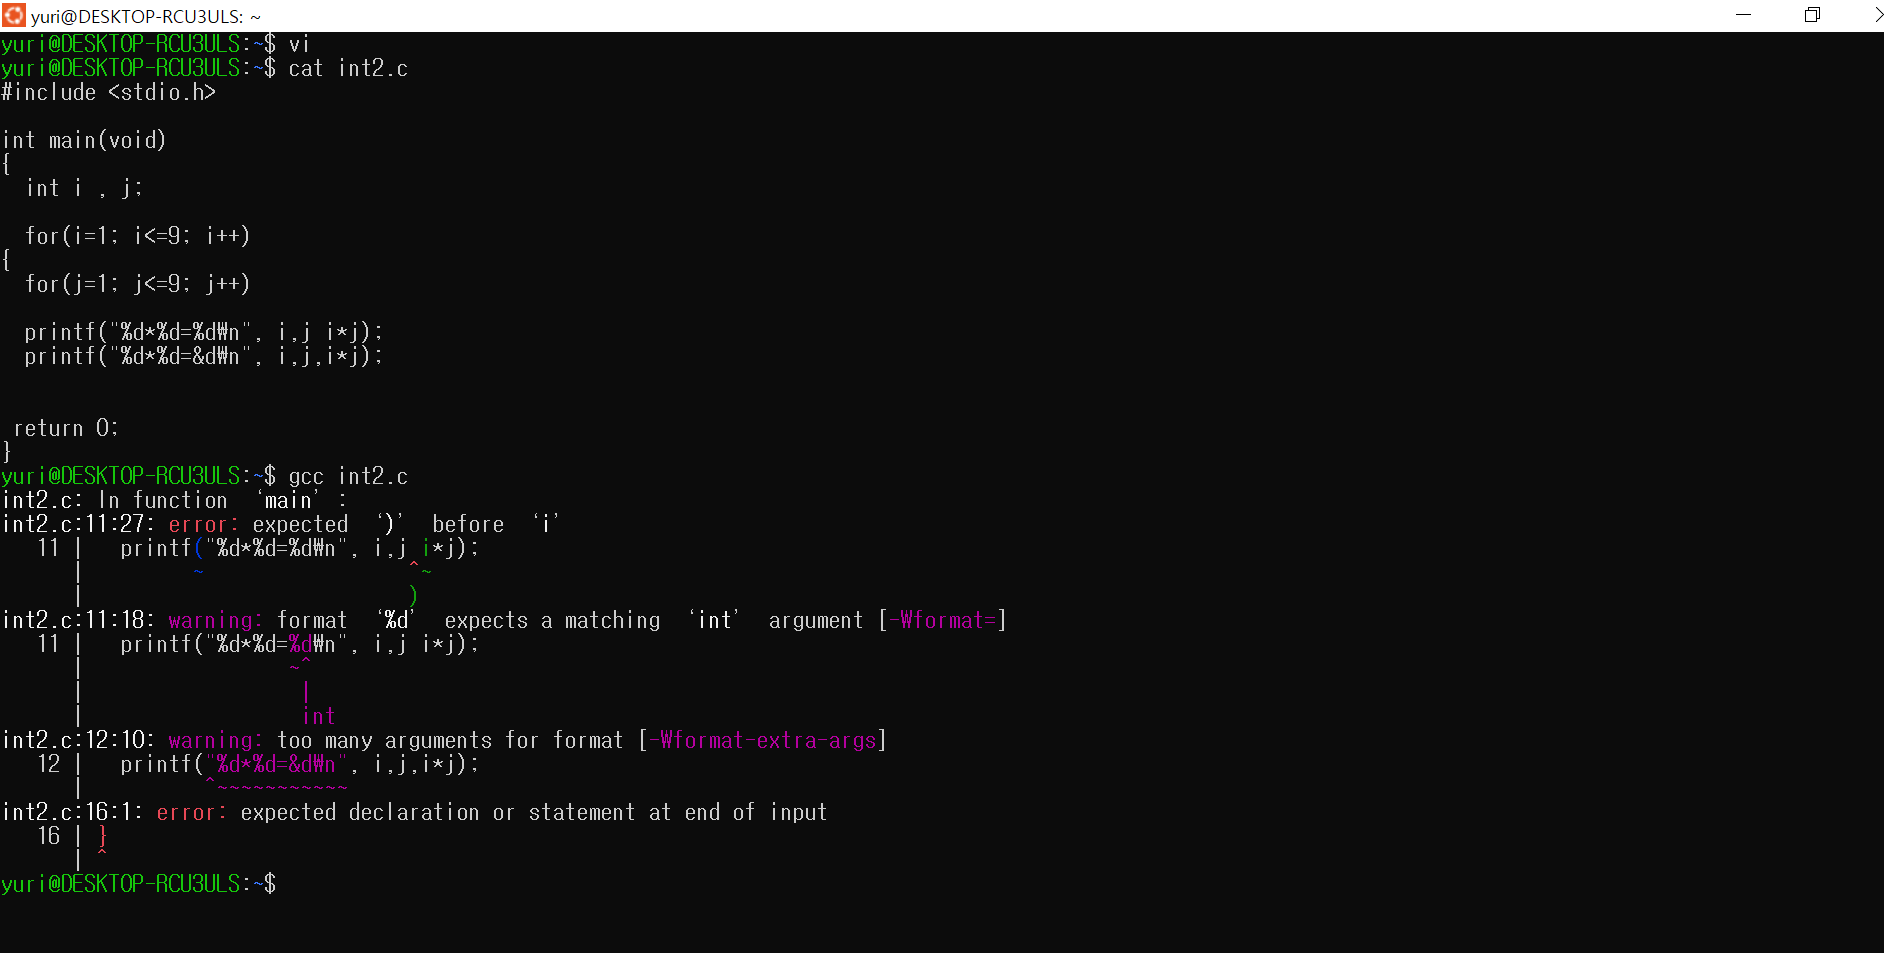 yuri@DESKTOP-RCU3ULS: ~
yuri@DESKTOP-RCU3ULS:~$ vi
yuri@DESKTOP-RCU3ULS:~$ cat int2.c
#include <stdio.h>
int main(void)
{
  int i , j;
  for(i=1; i<=9; i++)
{
  for(j=1; j<=9; j++)
  printf("%d*%d=%d₩n", i,j i*j);
  printf("%d*%d=&d₩n", i,j,i*j);
 return 0;
}
yuri@DESKTOP-RCU3ULS:~$ gcc int2.c
int2.c: In function ‘main’:
int2.c:11:27: error: expected ‘)’ before ‘i’
   11 |   printf("%d*%d=%d₩n", i,j i*j);
      |         ~                 ^~
      |                           )
int2.c:11:18: warning: format ‘%d’ expects a matching ‘int’ argument [-Wformat=]
   11 |   printf("%d*%d=%d₩n", i,j i*j);
      |                 ~^
      |                  |
      |                  int
int2.c:12:10: warning: too many arguments for format [-Wformat-extra-args]
   12 |   printf("%d*%d=&d₩n", i,j,i*j);
      |          ^~~~~~~~~~~~
int2.c:16:1: error: expected declaration or statement at end of input
   16 | }
      | ^
yuri@DESKTOP-RCU3ULS:~$